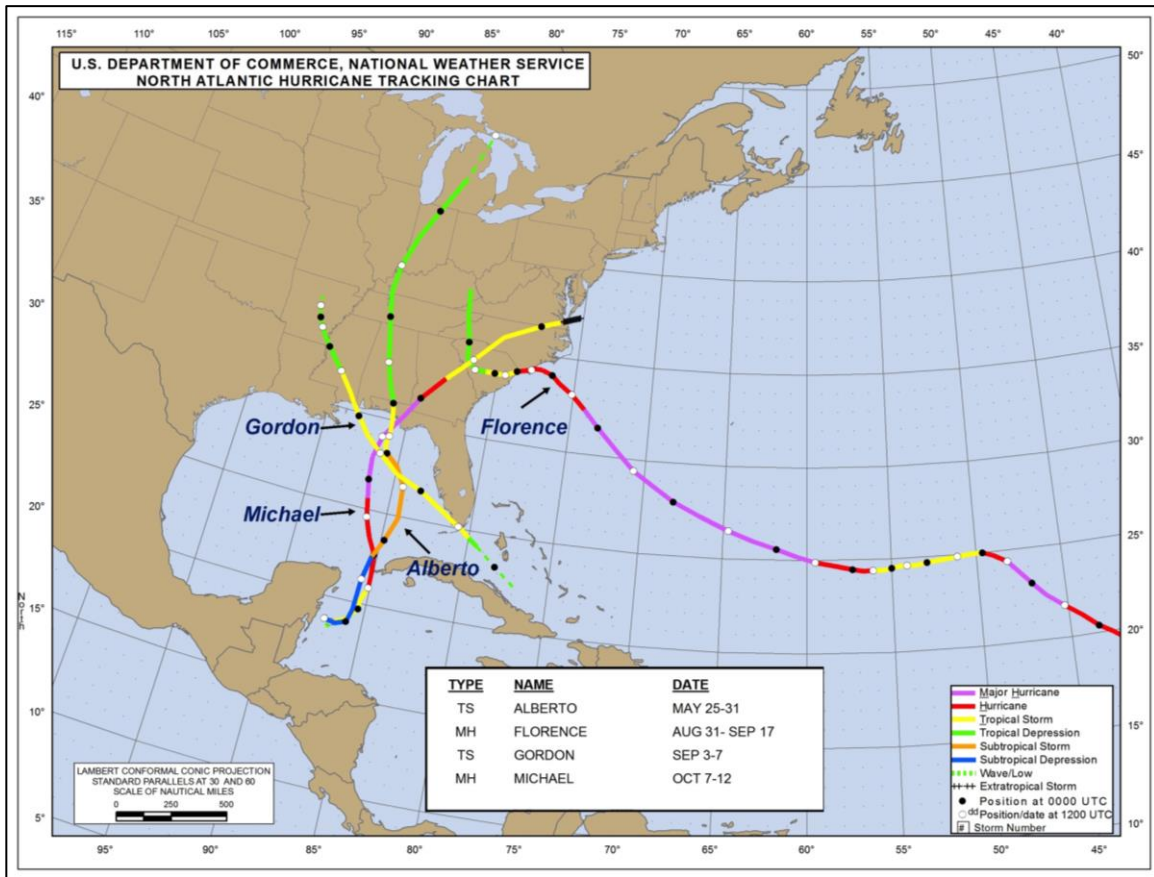 115° 110° 105° 100° 95° 90° 85° 80° 75° 70° 65° 60° 55° 50° 45° 40°
U.S. DEPARTMENT OF COMMERCE, NATIONAL WEATHER SERVICE
NORTH ATLANTIC HURRICANE TRACKING CHART
50°
40°
45°
35°
40°
30°
35°
Gordon
Florence
25°
30°
Michael
20°
Alberto
25°
North
15°
20°
TYPE NAME DATE
TS ALBERTO MAY 25-31
MH FLORENCE AUG 31- SEP 17
TS GORDON SEP 3-7
MH MICHAEL OCT 7-12
10°
15°
Major Hurricane
Hurricane
Tropical Storm
Tropical Depression
Subtropical Storm
Subtropical Depression
Wave/Low
Extratropical Storm
Position at 0000 UTC
dd Position/date at 1200 UTC
# Storm Number
LAMBERT CONFORMAL CONIC PROJECTION
STANDARD PARALLELS AT 30 AND 60
SCALE OF NAUTICAL MILES
0 250 500
5°
10°
95° 90° 85° 80° 75° 70° 65° 60° 55° 50° 45°